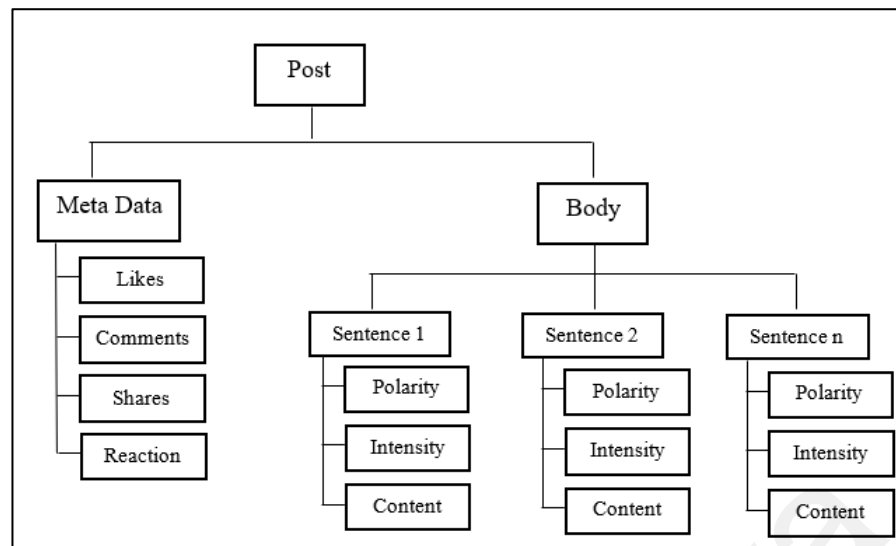 Post
Meta Data
Body
Likes
Comments
Shares
Reaction
Sentence 1
Polarity
Intensity
Content
Sentence 2
Polarity
Intensity
Content
Sentence n
Polarity
Intensity
Content